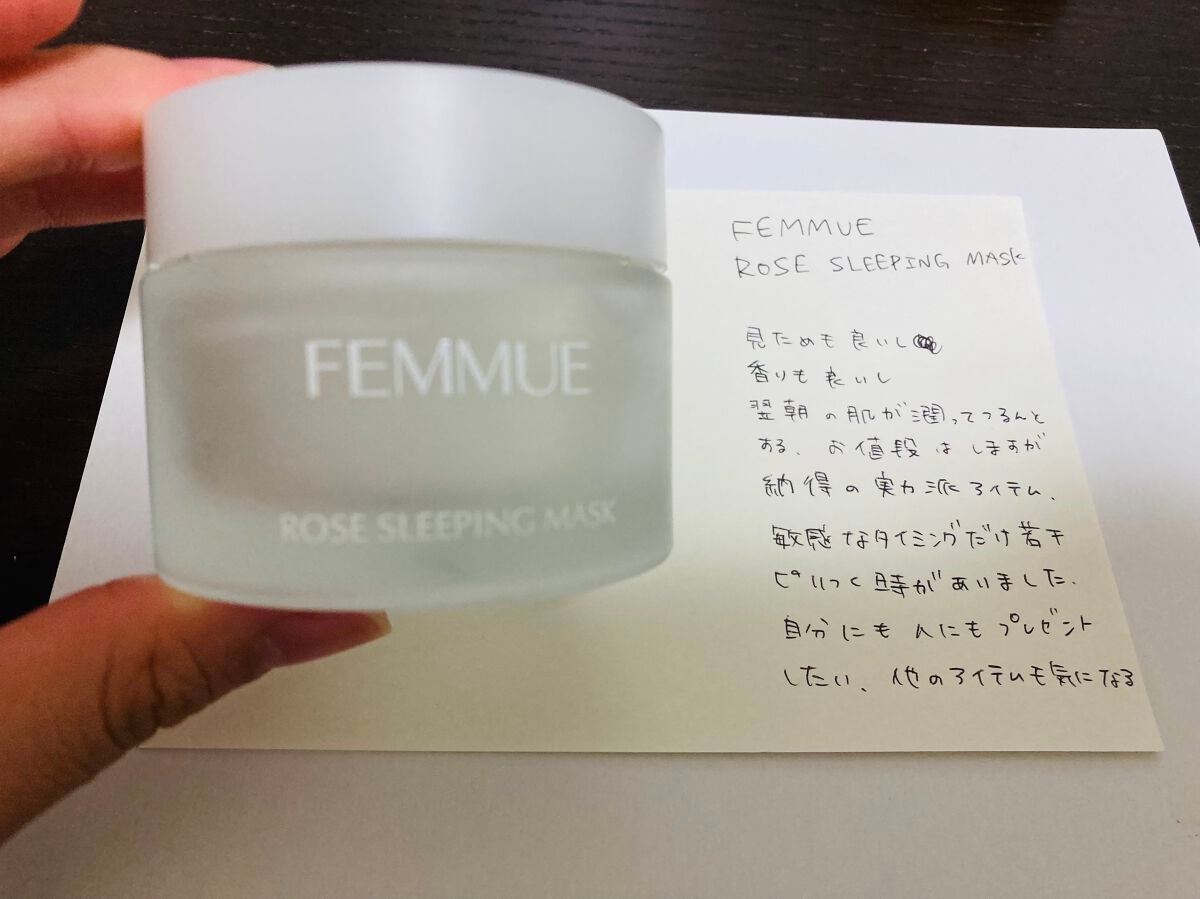 FEMMUE
ROSE SLEEPING MASK
FEMMUE
ROSE SLEEPING MASK
見ためも良いし
香りも良いし
翌朝の肌が潤ってつるんと
する、お値段はしますが
納得の実力派アイテム、
敏感なタイミングだけ若干
ピリつく時がありました、
自分にも人にもプレゼント
したい、他のアイテムも気になる